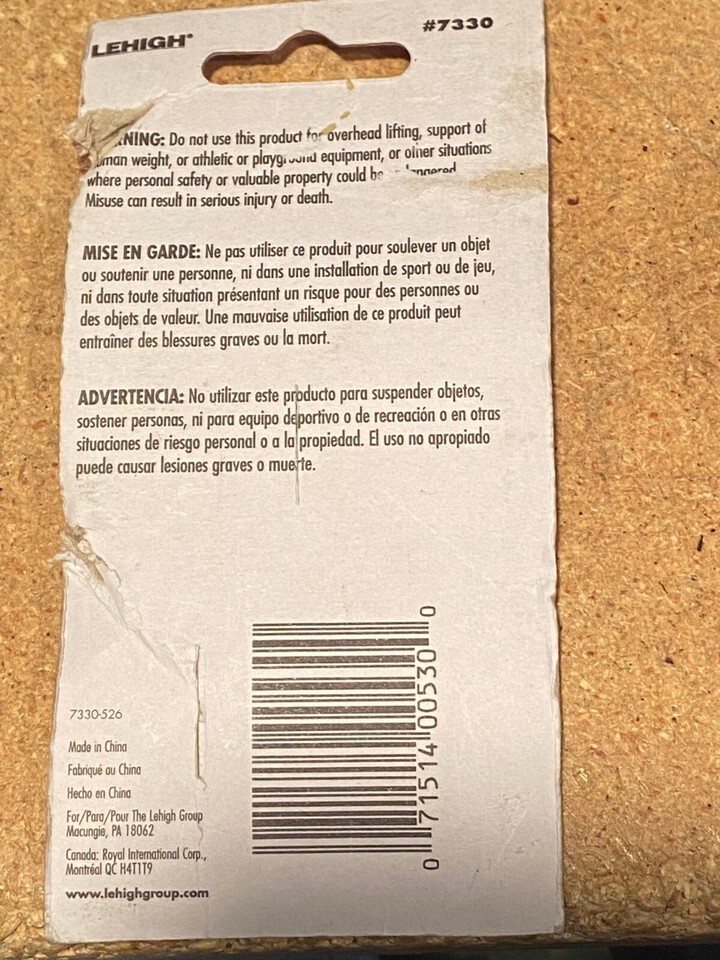 LEHIGH®
#7330
NING: Do not use this product for overhead lifting, support of
man weight, or athletic or playground equipment, or other situations
where personal safety or valuable property could be
Misuse can result in serious injury or death.
MISE EN GARDE: Ne pas utiliser ce produit pour soulever un objet
ou soutenir une personne, ni dans une installation de sport ou de jeu,
ni dans toute situation présentant un risque pour des personnes ou
des objets de valeur. Une mauvaise utilisation de ce produit peut
entraîner des blessures graves ou la mort.
ADVERTENCIA: No utilizar este producto para suspender objetos,
sostener personas, ni para equipo deportivo o de recreación o en otras
situaciones de riesgo personal o a la propiedad. El uso no apropiado
puede causar lesiones graves o muerte.
7330-526
Made in China
Fabriqué au China
Hecho en China
For/Para/Pour The Lehigh Group
Macungie, PA 18062
Canada: Royal International Corp.,
Montréal QC H4T1T9
www.lehighgroup.com
0 71514 00530 0